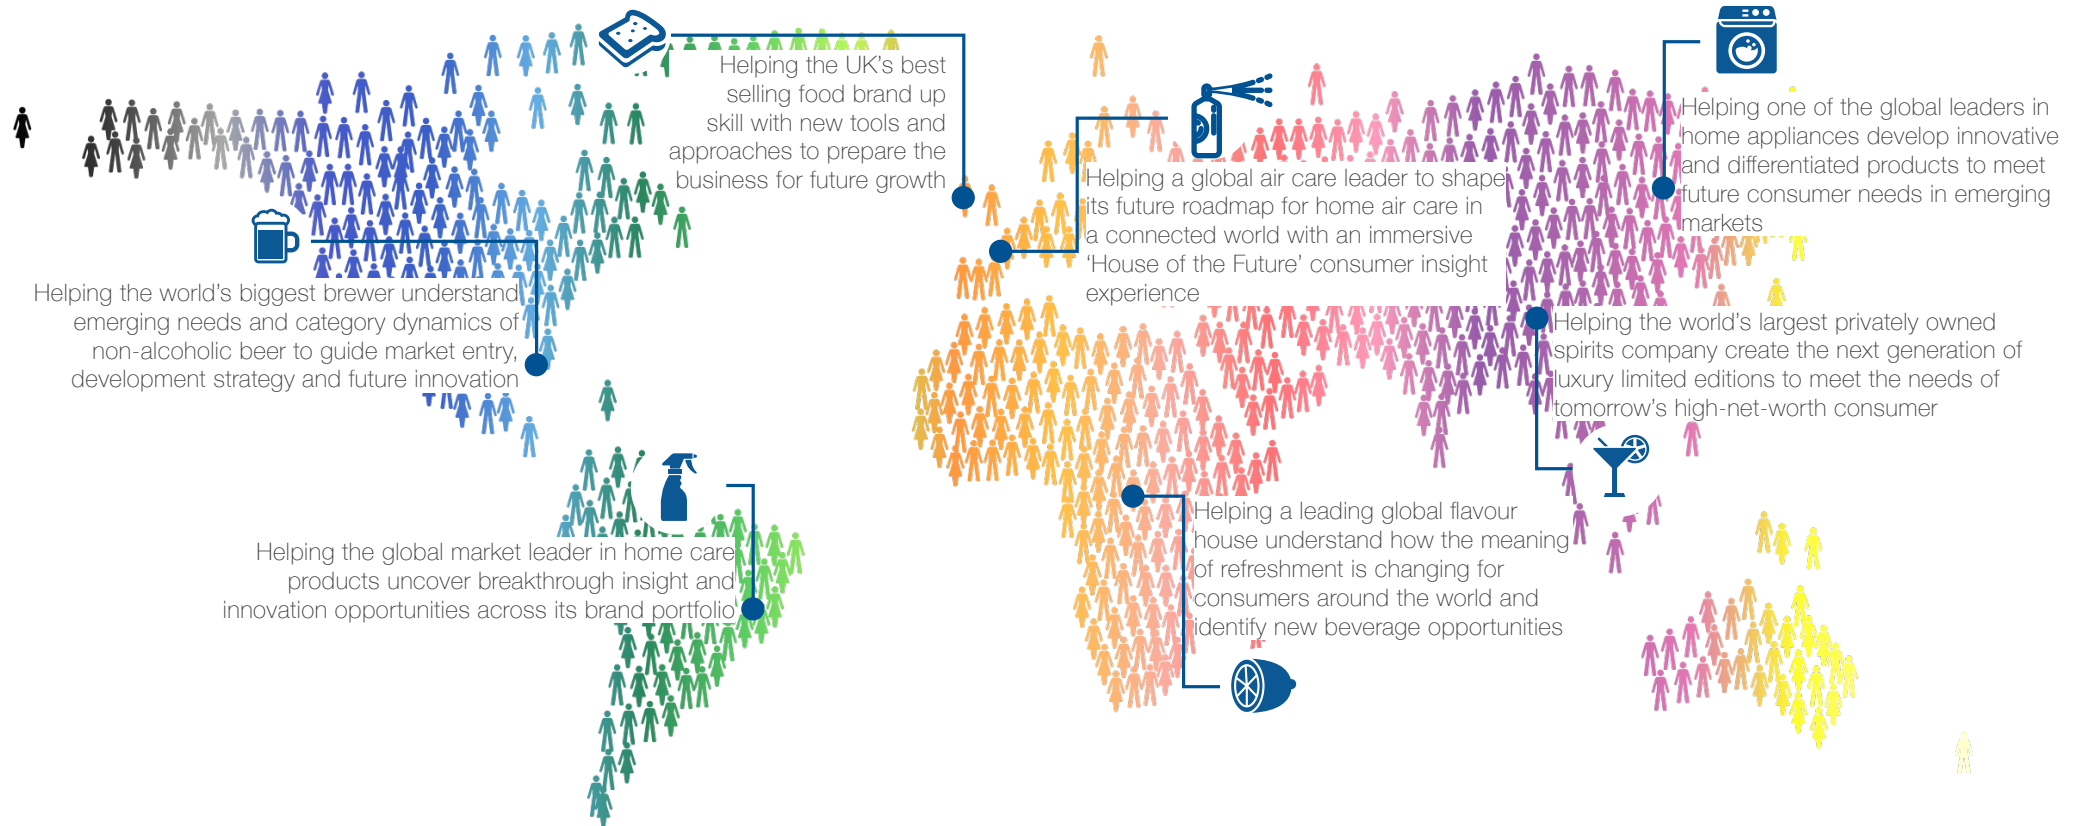 Helping the UK's best
selling food brand up
skill with new tools and
approaches to prepare the
business for future growth
Helping one of the global leaders in
home appliances develop innovative
and differentiated products to meet
future consumer needs in emerging
markets
Helping a global air care leader to shape
its future roadmap for home air care in
a connected world with an immersive
‘House of the Future’ consumer insight
experience
Helping the world's biggest brewer understand
emerging needs and category dynamics of
non-alcoholic beer to guide market entry,
development strategy and future innovation
Helping the world's largest privately owned
spirits company create the next generation of
luxury limited editions to meet the needs of
tomorrow's high-net-worth consumer
Helping the global market leader in home care
products uncover breakthrough insight and
innovation opportunities across its brand portfolio
Helping a leading global flavour
house understand how the meaning
of refreshment is changing for
consumers around the world and
identify new beverage opportunities